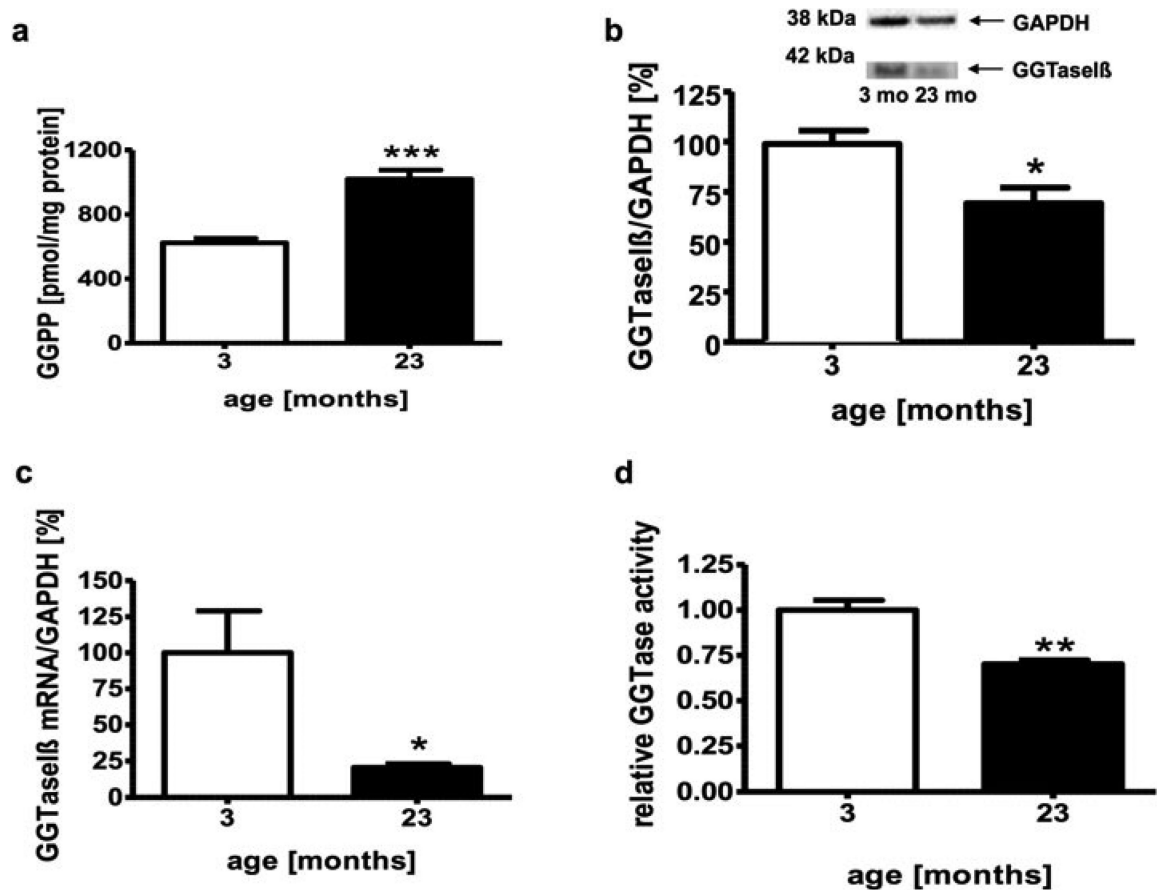 a
GGPP [pmol/mg protein]
1200
800
400
0
***
3
23
age [months]
b
38 kDa
GAPDH
42 kDa
GGTaseIß
3 mo 23 mo
GGTaseIß/GAPDH [%]
125
100
75
50
25
0
*
3
23
age [months]
c
GGTaseIß mRNA/GAPDH [%]
150
125
100
75
50
25
0
*
3
23
age [months]
d
relative GGTase activity
1.25
1.00
0.75
0.50
0.25
0.00
**
3
23
age [months]